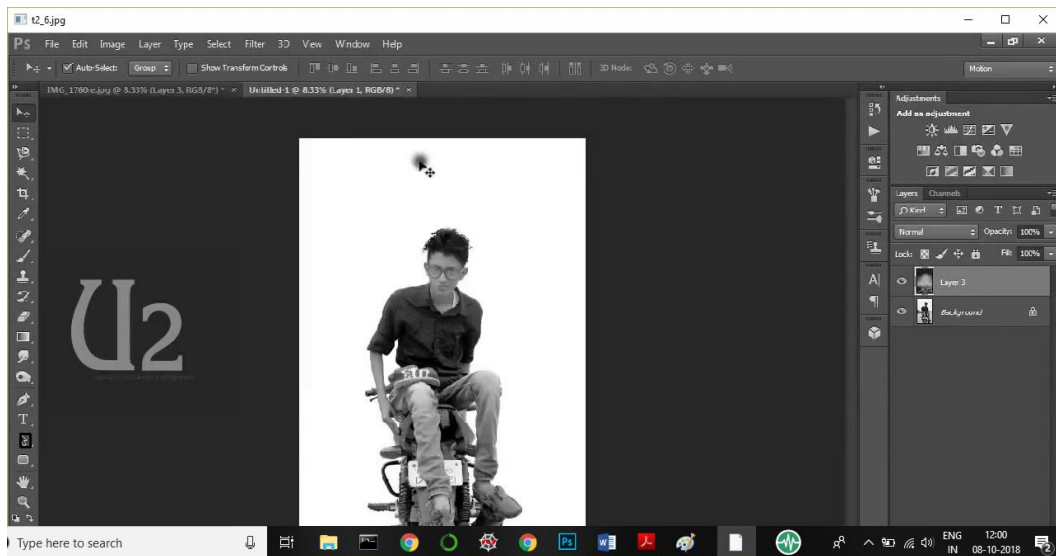 t2_6.jpg
Ps File Edit Image Layer Type Select Filter 3D View Window Help
Auto-Select: Group Show Transform Controls 3D Mode: Motion
IMG_1760e.jpg @ 8.33% (Layer 3, RGB/8*) * × Untitled-1 @ 8.33% (Layer 1, RGB/8) * ×
Adjustments
Add an adjustment
Layers Channels
Kind
Normal Opacity: 100%
Lock: Fill: 100%
Layer 3
Background
U2
Type here to search
ENG
IN
12:00
08-10-2018